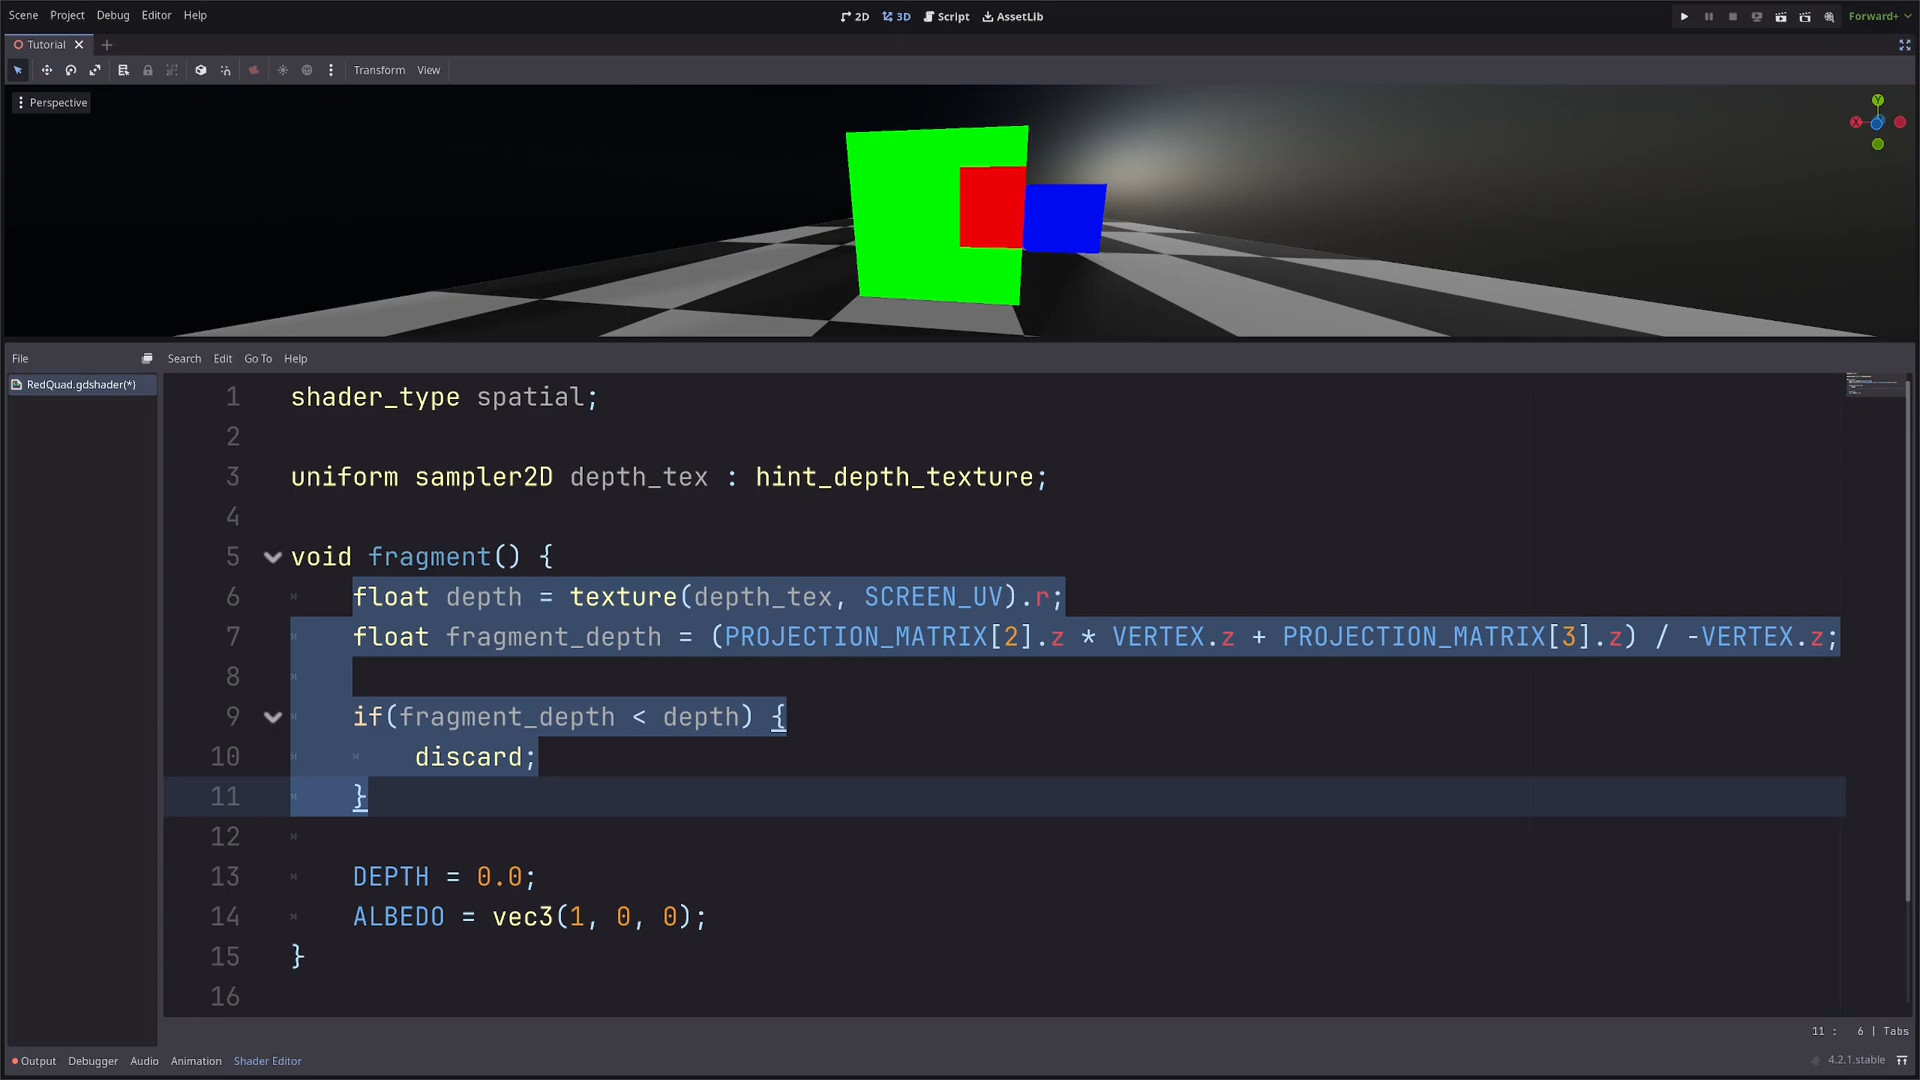 Scene Project Debug Editor Help
2D 3D Script AssetLib
Forward+
Tutorial
Transform View
Perspective
Y
X
File
Search Edit Go To Help
RedQuad.gdshader(*)
1 shader_type spatial;
2
3 uniform sampler2D depth_tex : hint_depth_texture;
4
5 void fragment() {
6 float depth = texture(depth_tex, SCREEN_UV).r;
7 float fragment_depth = (PROJECTION_MATRIX[2].z * VERTEX.z + PROJECTION_MATRIX[3].z) / -VERTEX.z;
8
9 if(fragment_depth < depth) {
10 discard;
11 }
12
13 DEPTH = 0.0;
14 ALBEDO = vec3(1, 0, 0);
15 }
16
11 : 6 | Tabs
Output Debugger Audio Animation Shader Editor
4.2.1.stable